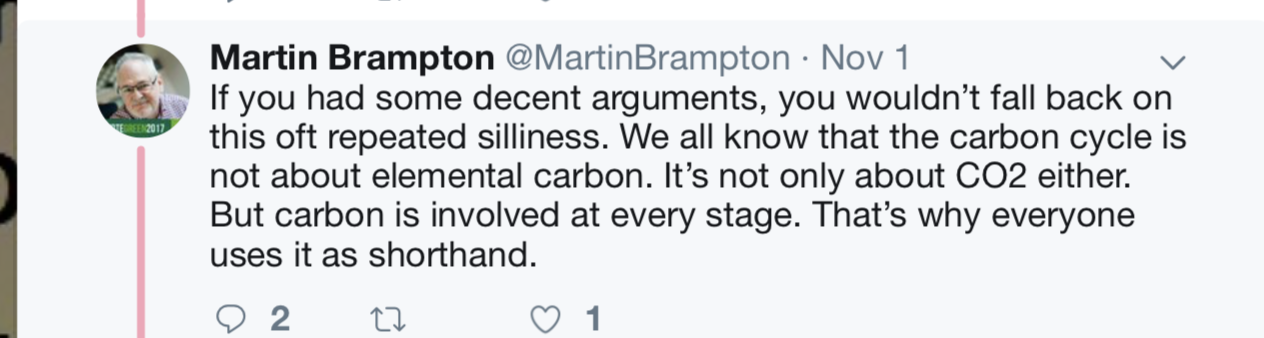 Martin Brampton @MartinBrampton · Nov 1
If you had some decent arguments, you wouldn’t fall back on
this oft repeated silliness. We all know that the carbon cycle is
not about elemental carbon. It’s not only about CO2 either.
But carbon is involved at every stage. That’s why everyone
uses it as shorthand.
2 1